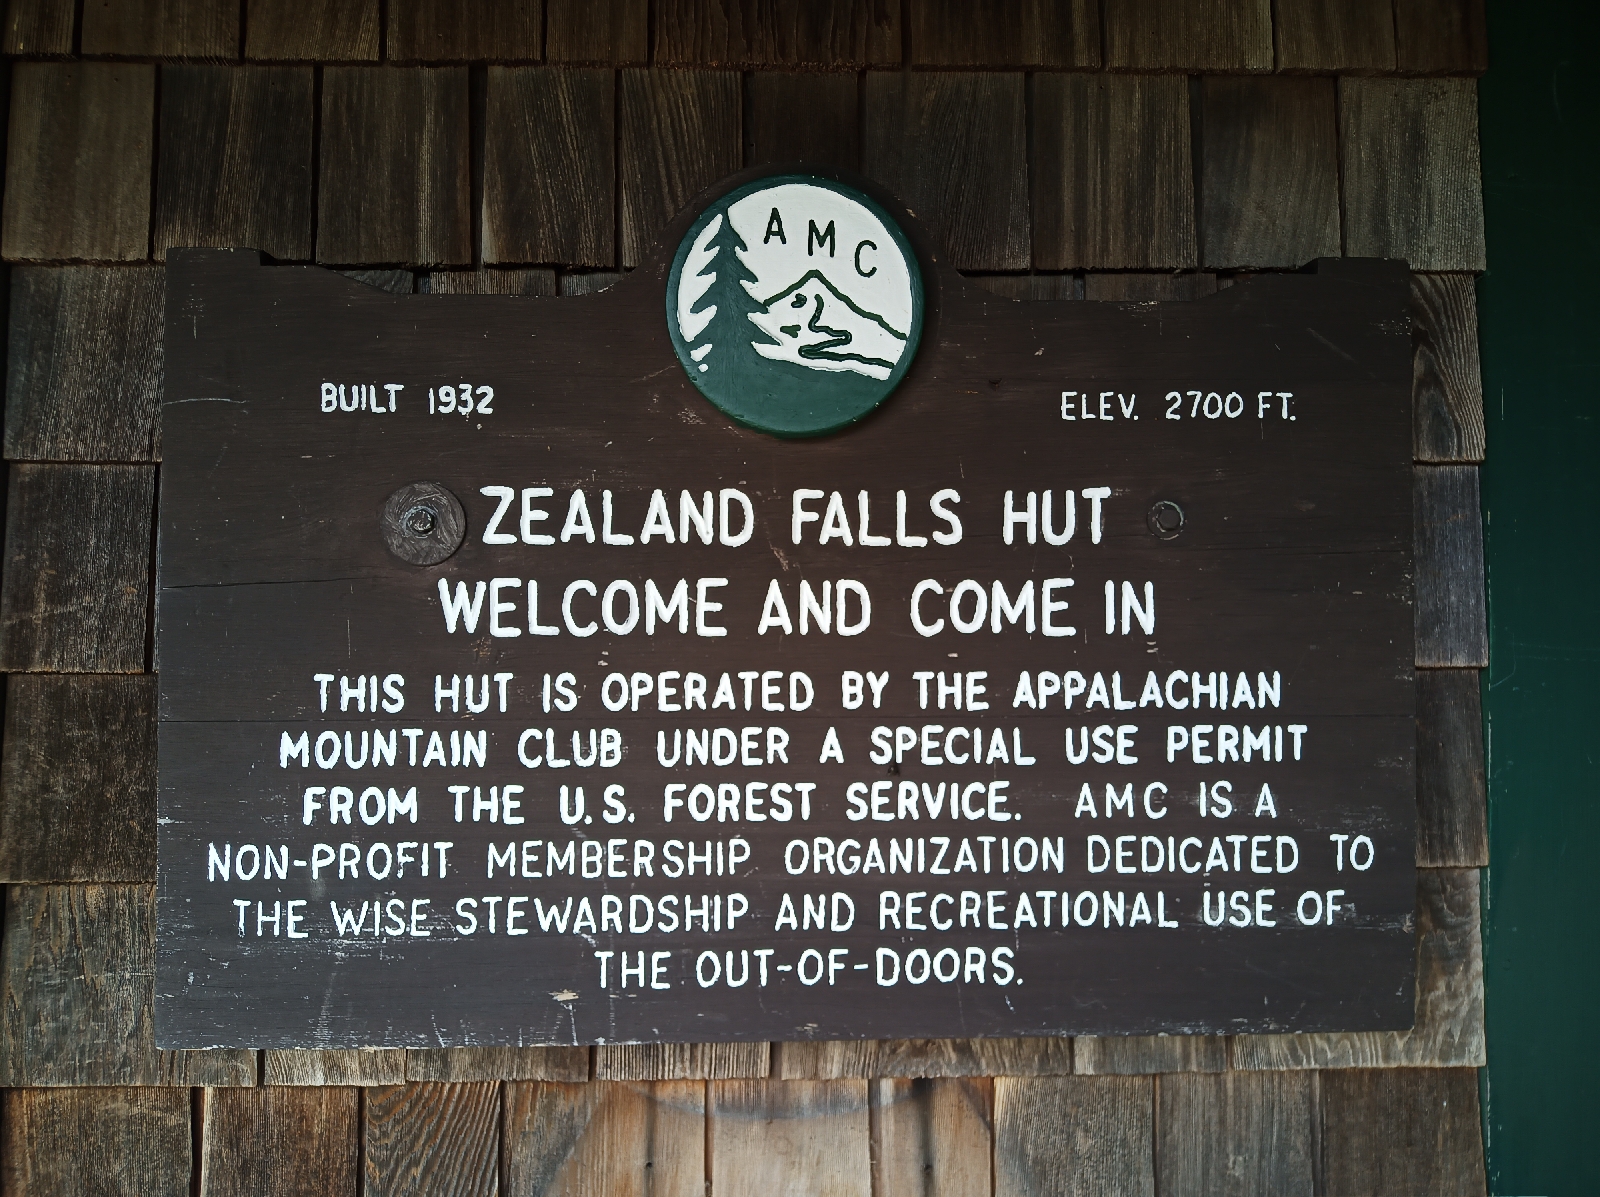 AMC
BUILT 1932
ELEV. 2700 FT.
ZEALAND FALLS HUT
WELCOME AND COME IN
THIS HUT IS OPERATED BY THE APPALACHIAN
MOUNTAIN CLUB UNDER A SPECIAL USE PERMIT
FROM THE U.S. FOREST SERVICE. AMC IS A
NON-PROFIT MEMBERSHIP ORGANIZATION DEDICATED TO
THE WISE STEWARDSHIP AND RECREATIONAL USE OF
THE OUT-OF-DOORS.